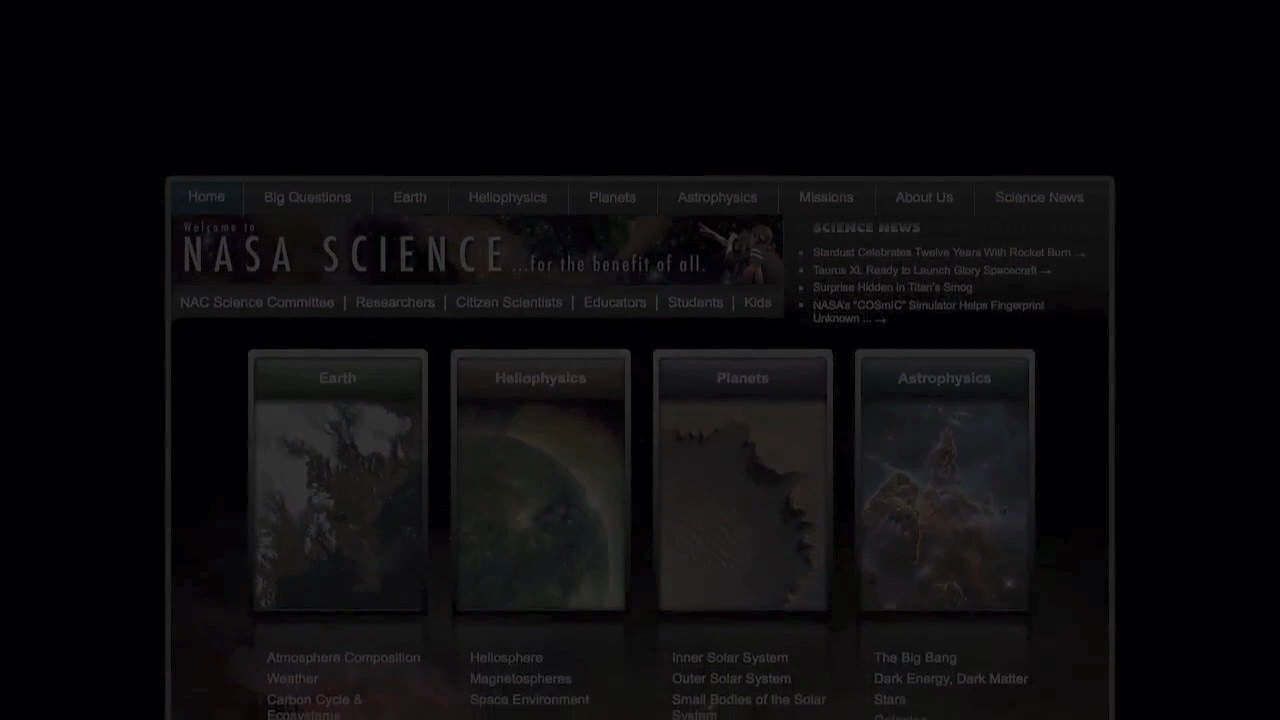 Home Big Questions Earth Heliophysics Planets Astrophysics Missions About Us Science News
Welcome to
NASA SCIENCE ...for the benefit of all.
NAC Science Committee | Researchers | Citizen Scientists | Educators | Students | Kids
SCIENCE NEWS
Stardust Celebrates Twelve Years With Rocket Burn →
Taurus XL Ready to Launch Glory Spacecraft →
Surprise Hidden in Titan's Smog
NASA's "COSmIC" Simulator Helps Fingerprint
Unknown ... →
Earth
Heliophysics
Planets
Astrophysics
Atmosphere Composition
Weather
Carbon Cycle &
Ecosystems
Heliosphere
Magnetospheres
Space Environment
Inner Solar System
Outer Solar System
Small Bodies of the Solar
System
The Big Bang
Dark Energy, Dark Matter
Stars